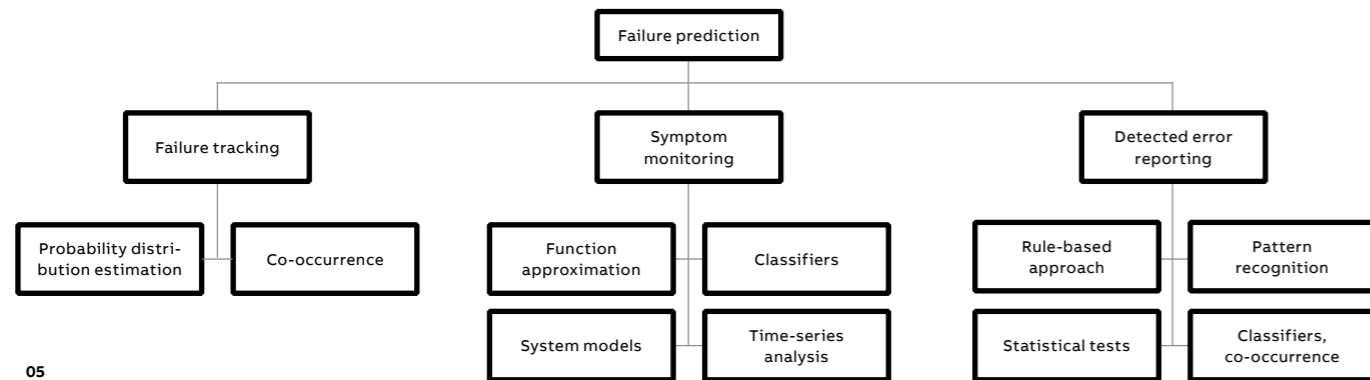 Failure prediction
Failure tracking
Symptom
monitoring
Detected error
reporting
Probability distri-
bution estimation
Co-occurrence
Function
approximation
Classifiers
Rule-based
approach
Pattern
recognition
System models
Time-series
analysis
Statistical tests
Classifiers,
co-occurrence
05